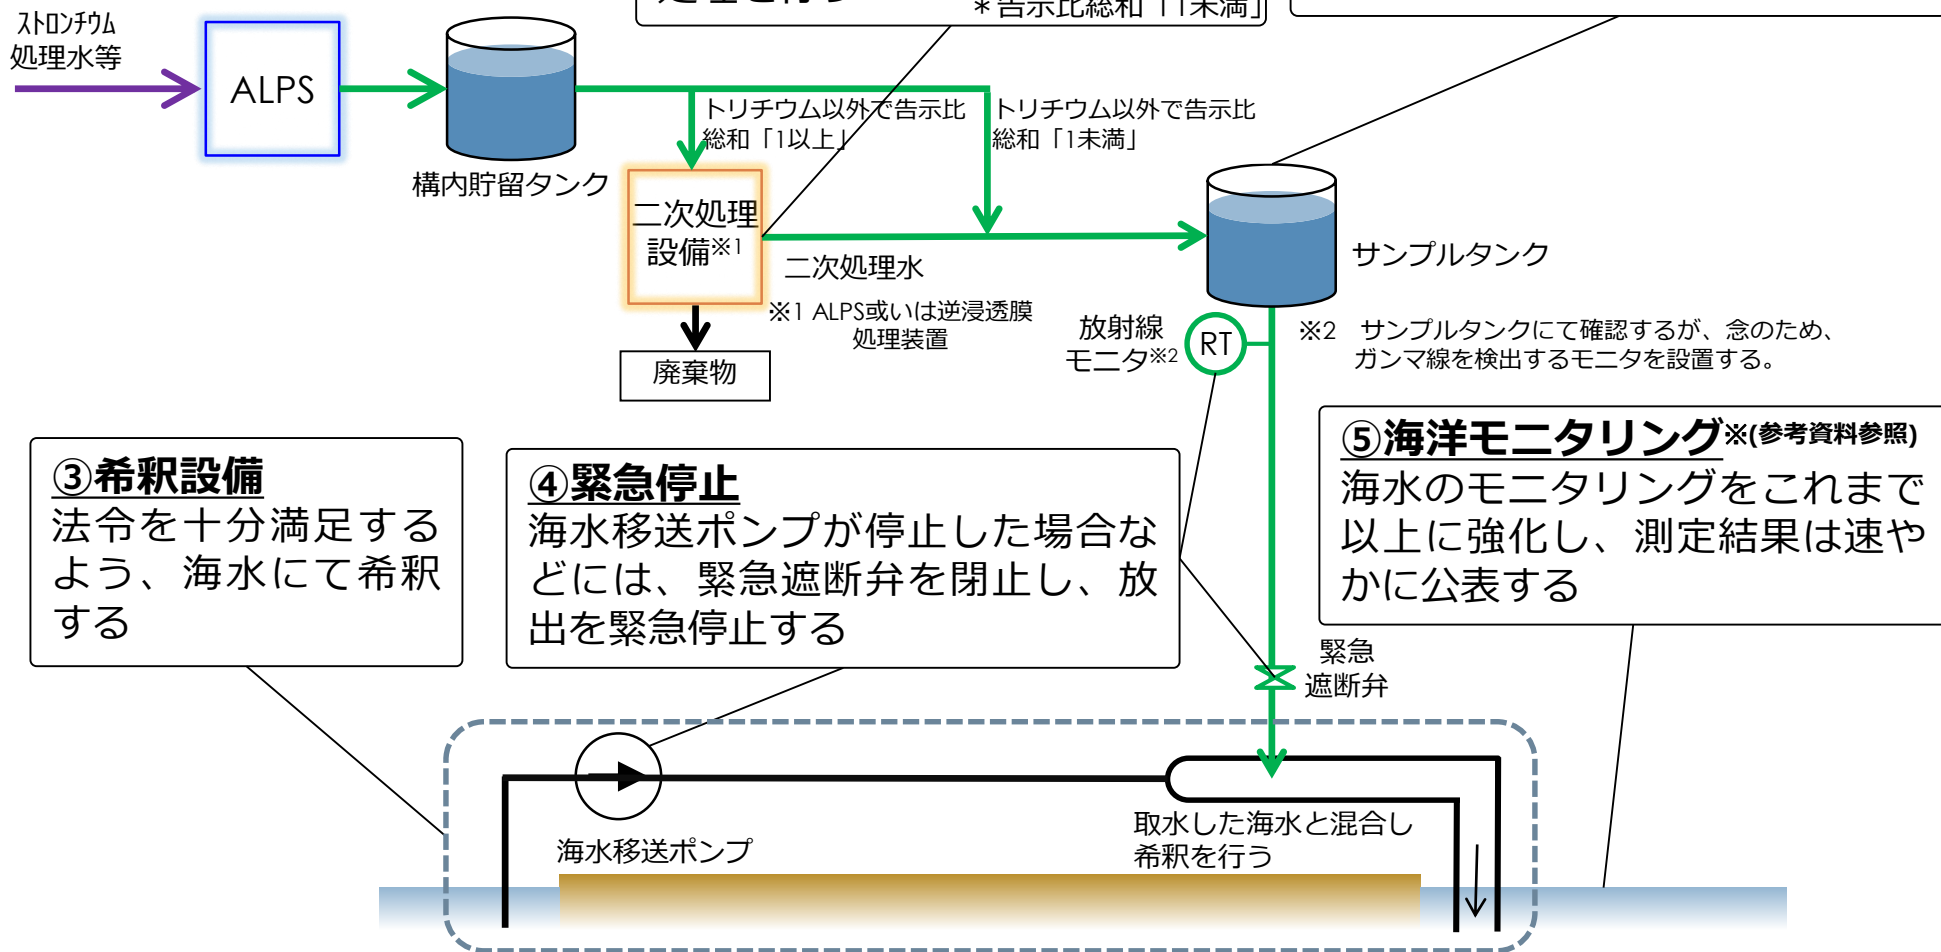 ＊告示比総和「1未満」
ストロンチウム
処理水等
ALPS
構内貯留タンク
トリチウム以外で告示比
総和「1以上」
トリチウム以外で告示比
総和「1未満」
二次処理
設備※1
二次処理水
※1 ALPS或いは逆浸透膜
処理装置
廃棄物
サンプルタンク
放射線
モニタ※2
RT
※2　サンプルタンクにて確認するが、念のため、
ガンマ線を検出するモニタを設置する。
③希釈設備
法令を十分満足する
よう、海水にて希釈
する
④緊急停止
海水移送ポンプが停止した場合な
どには、緊急遮断弁を閉止し、放
出を緊急停止する
⑤海洋モニタリング※(参考資料参照)
海水のモニタリングをこれまで
以上に強化し、測定結果は速や
かに公表する
緊急
遮断弁
海水移送ポンプ
取水した海水と混合し
希釈を行う